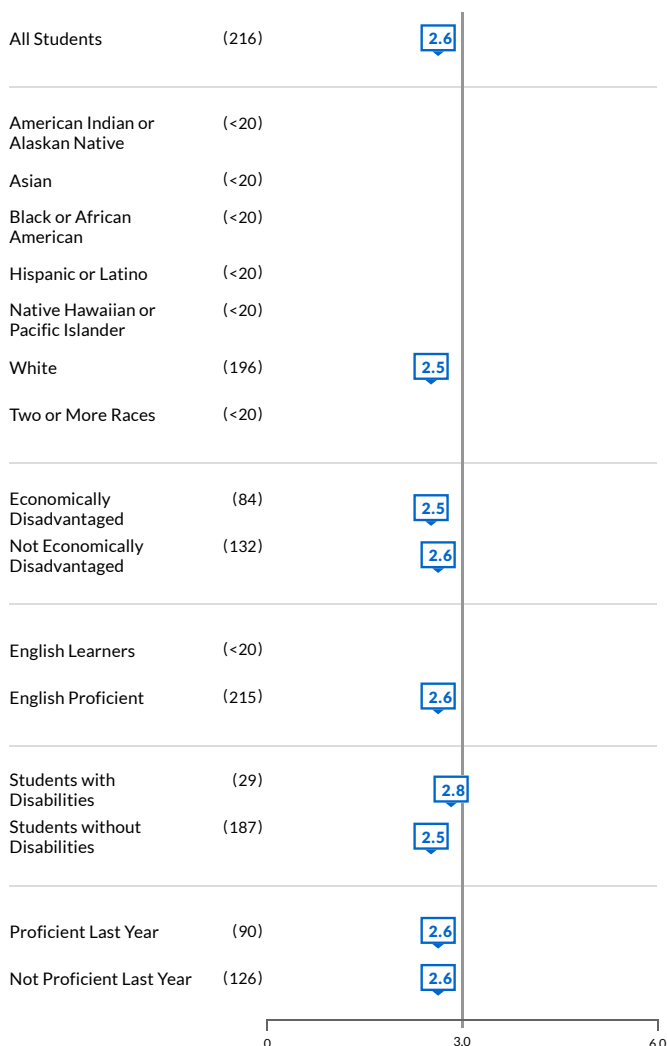 All Students (216) 2.6
American Indian or (<20)
Alaskan Native
Asian (<20)
Black or African (<20)
American
Hispanic or Latino (<20)
Native Hawaiian or (<20)
Pacific Islander
White (196) 2.5
Two or More Races (<20)
Economically (84) 2.5
Disadvantaged
Not Economically (132) 2.6
Disadvantaged
English Learners (<20)
English Proficient (215) 2.6
Students with (29) 2.8
Disabilities
Students without (187) 2.5
Disabilities
Proficient Last Year (90) 2.6
Not Proficient Last Year (126) 2.6
0 3.0 6.0